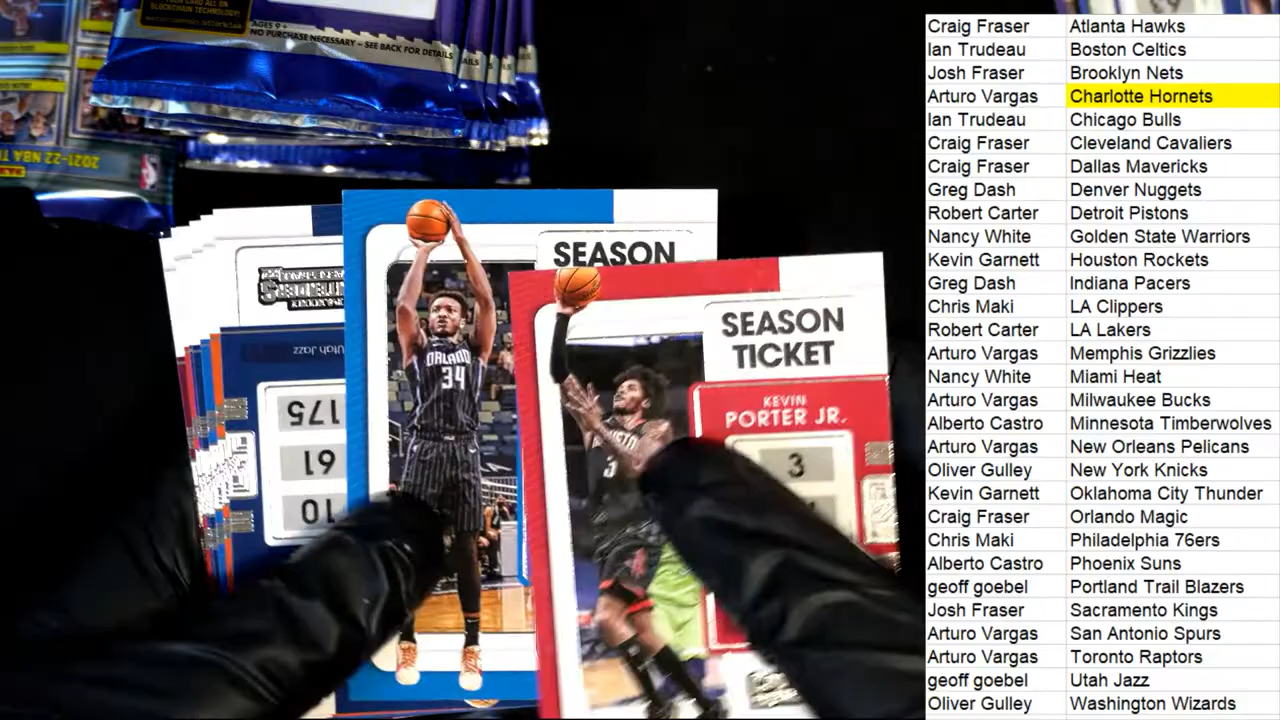 BLOCKCHAIN TECHNOLOGY!
AGES 9+
NO PURCHASE NECESSARY – SEE BACK FOR DETAILS
2021-22 NBA
SEASON
ORLANDO
34
SEASON
TICKET
KEVIN
PORTER JR.
3
Utah Jazz
175
61
10
Craig Fraser Atlanta Hawks
Ian Trudeau Boston Celtics
Josh Fraser Brooklyn Nets
Arturo Vargas Charlotte Hornets
Ian Trudeau Chicago Bulls
Craig Fraser Cleveland Cavaliers
Craig Fraser Dallas Mavericks
Greg Dash Denver Nuggets
Robert Carter Detroit Pistons
Nancy White Golden State Warriors
Kevin Garnett Houston Rockets
Greg Dash Indiana Pacers
Chris Maki LA Clippers
Robert Carter LA Lakers
Arturo Vargas Memphis Grizzlies
Nancy White Miami Heat
Arturo Vargas Milwaukee Bucks
Alberto Castro Minnesota Timberwolves
Arturo Vargas New Orleans Pelicans
Oliver Gulley New York Knicks
Kevin Garnett Oklahoma City Thunder
Craig Fraser Orlando Magic
Chris Maki Philadelphia 76ers
Alberto Castro Phoenix Suns
geoff goebel Portland Trail Blazers
Josh Fraser Sacramento Kings
Arturo Vargas San Antonio Spurs
Arturo Vargas Toronto Raptors
geoff goebel Utah Jazz
Oliver Gulley Washington Wizards